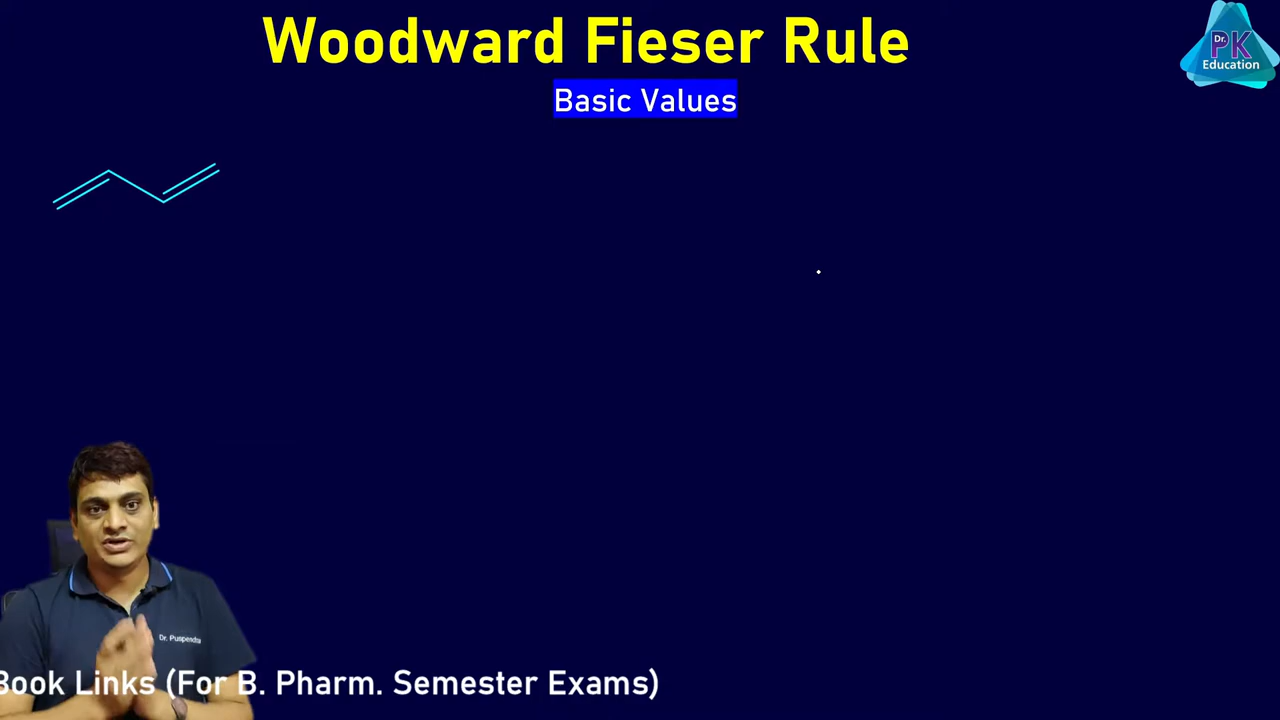 Woodward Fieser Rule
Dr.
PK
Education
Basic Values
Dr. Puspendra
Book Links (For B. Pharm. Semester Exams)